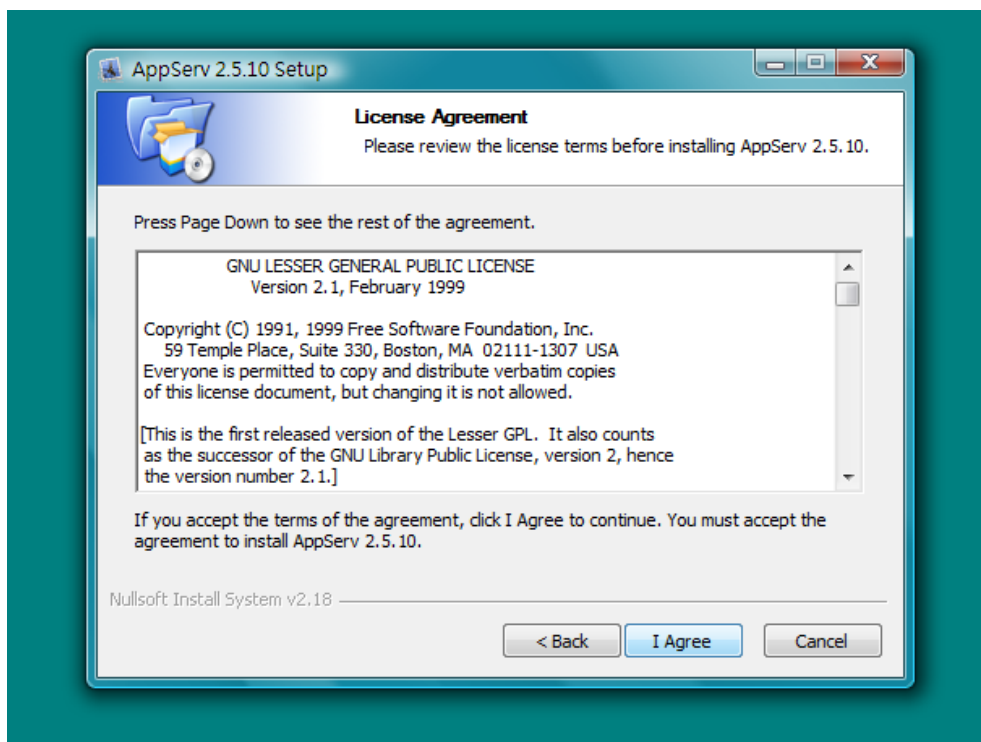 AppServ 2.5.10 Setup
License Agreement
Please review the license terms before installing AppServ 2.5.10.
Press Page Down to see the rest of the agreement.
GNU LESSER GENERAL PUBLIC LICENSE
Version 2.1, February 1999
Copyright (C) 1991, 1999 Free Software Foundation, Inc.
59 Temple Place, Suite 330, Boston, MA  02111-1307  USA
Everyone is permitted to copy and distribute verbatim copies
of this license document, but changing it is not allowed.
[This is the first released version of the Lesser GPL.  It also counts
as the successor of the GNU Library Public License, version 2, hence
the version number 2.1.]
If you accept the terms of the agreement, click I Agree to continue. You must accept the
agreement to install AppServ 2.5.10.
Nullsoft Install System v2.18
< Back
I Agree
Cancel